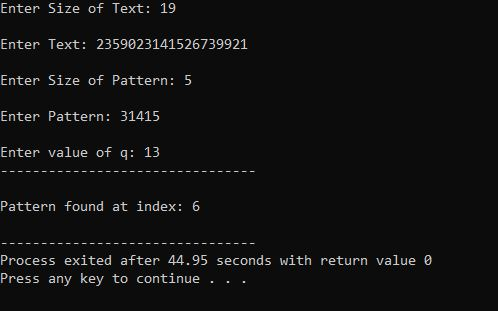 Enter Size of Text: 19
Enter Text: 2359023141526739921
Enter Size of Pattern: 5
Enter Pattern: 31415
Enter value of q: 13
--------------------------------
Pattern found at index: 6
--------------------------------
Process exited after 44.95 seconds with return value 0
Press any key to continue . . .